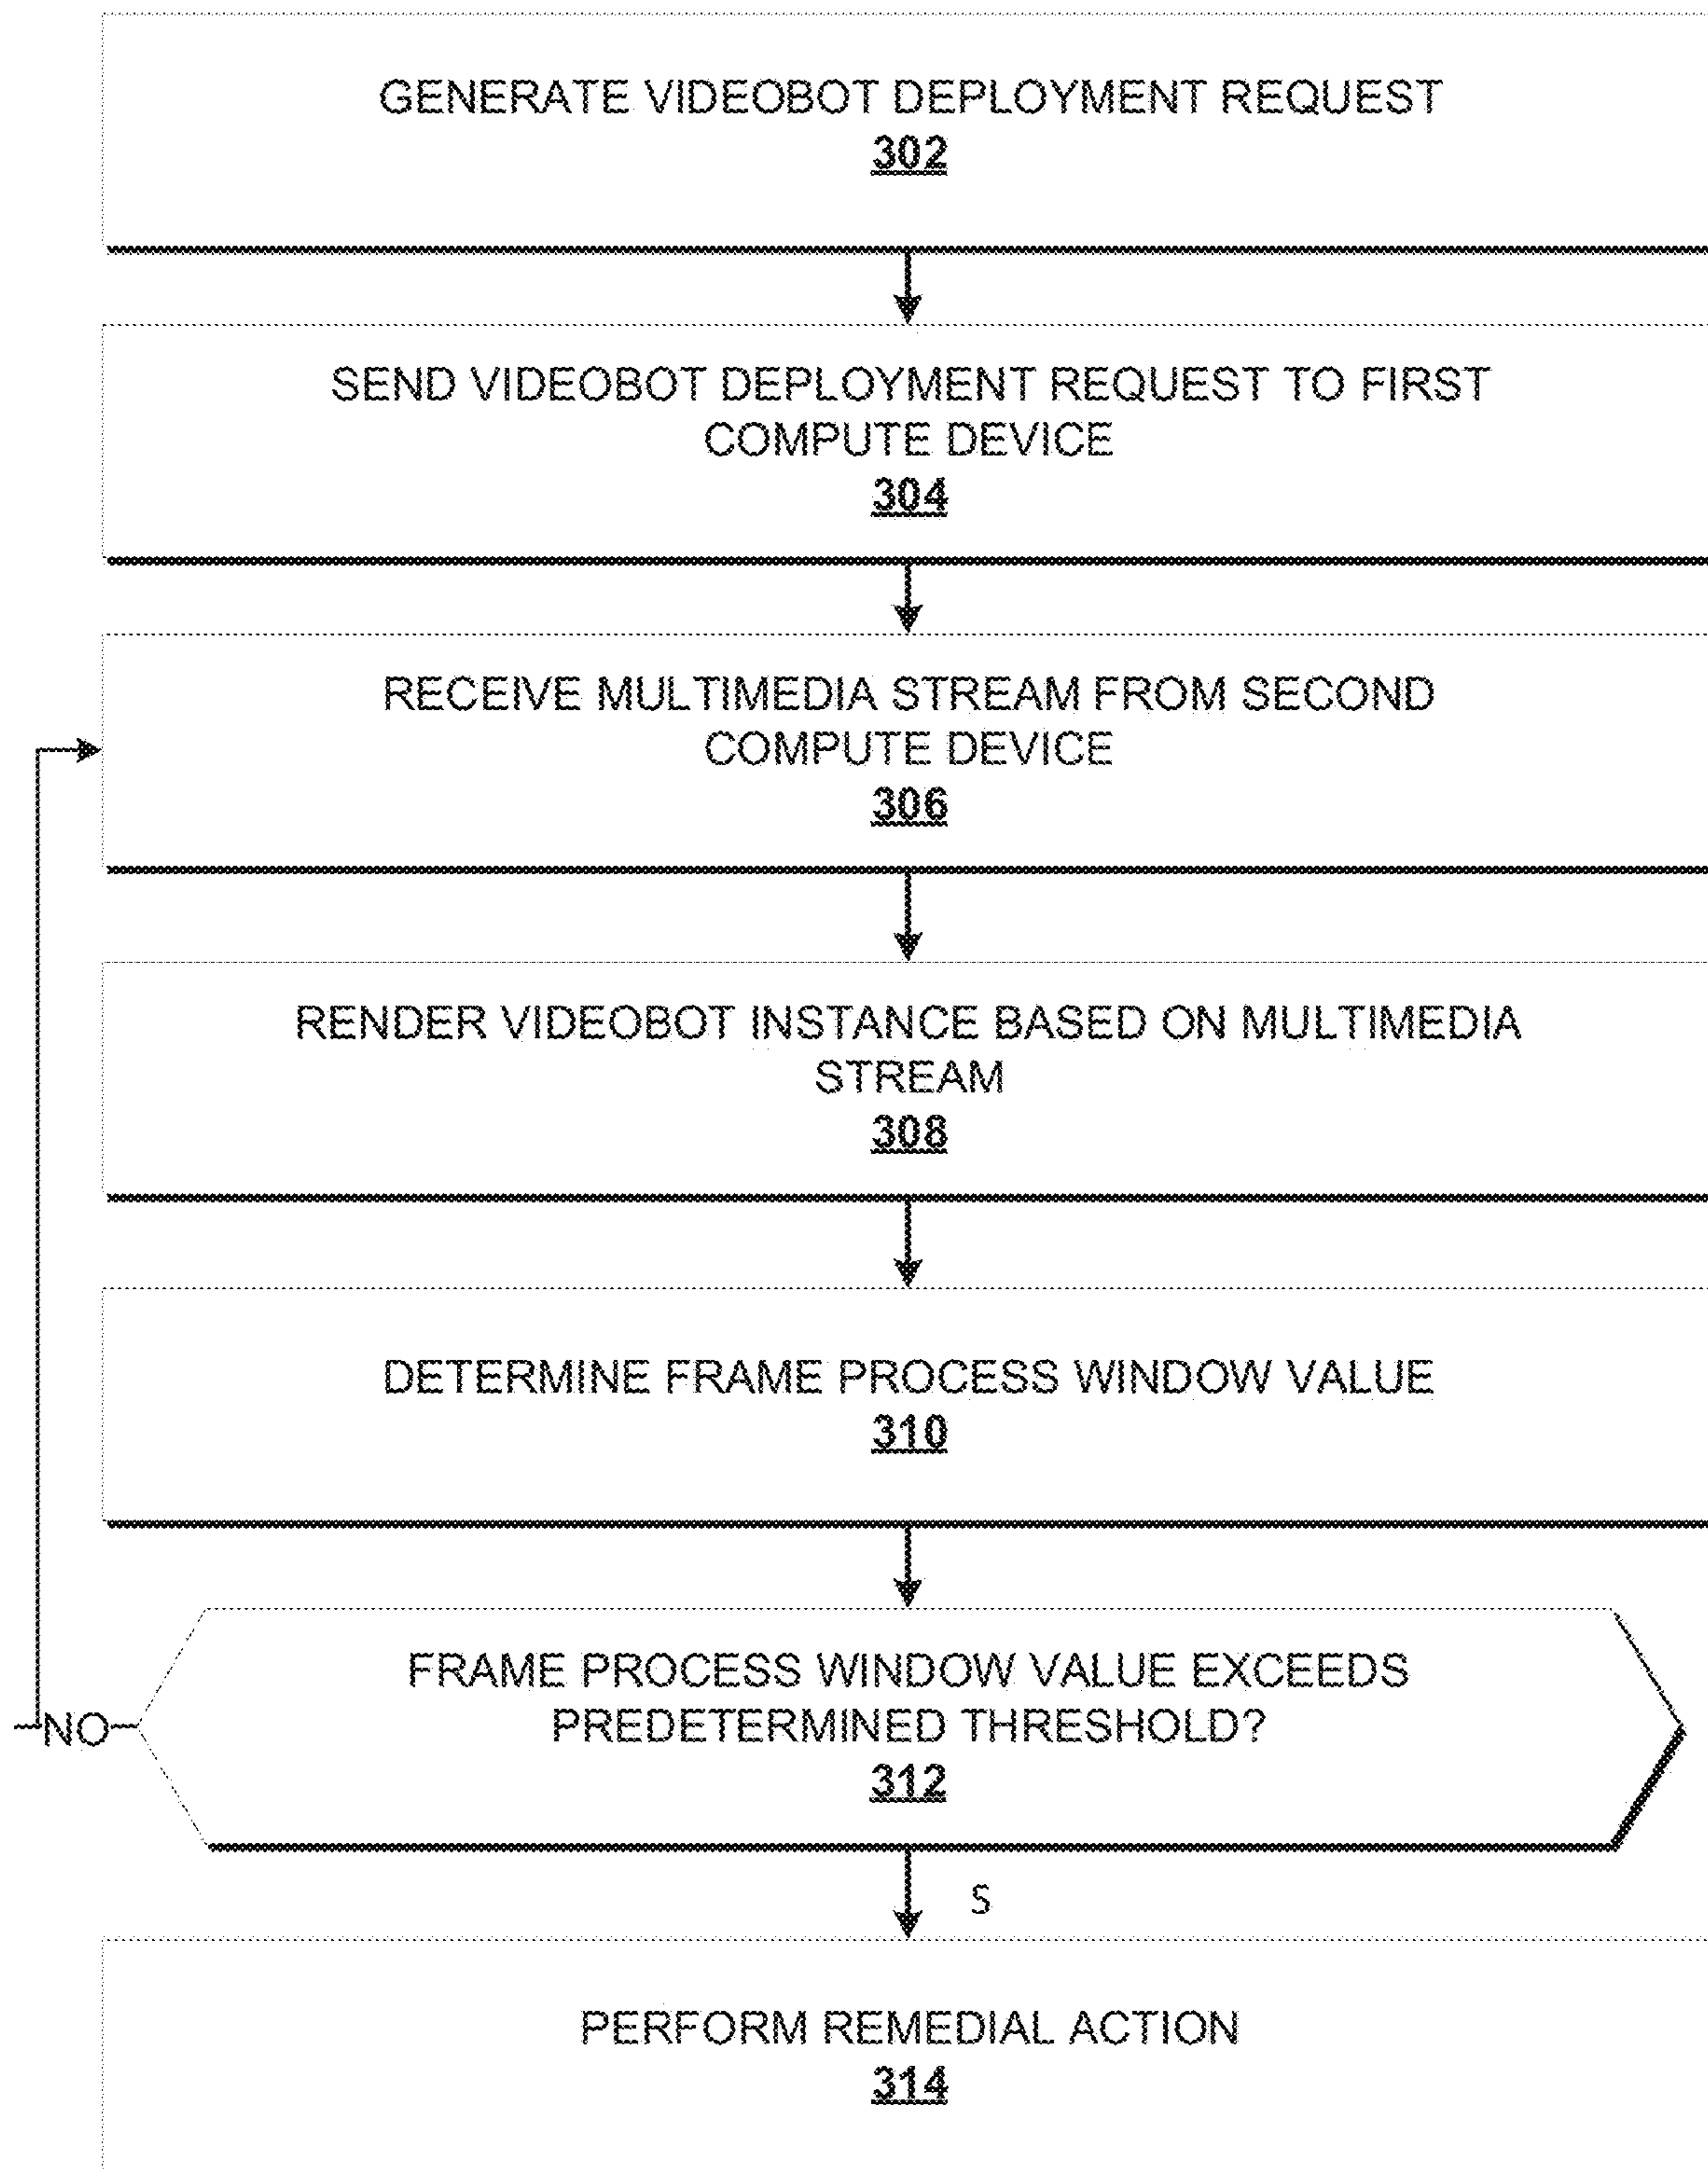 GENERATE VIDEOBOT DEPLOYMENT REQUEST
302
SEND VIDEOBOT DEPLOYMENT REQUEST TO FIRST
COMPUTE DEVICE
304
RECEIVE MULTIMEDIA STREAM FROM SECOND
COMPUTE DEVICE
306
RENDER VIDEOBOT INSTANCE BASED ON MULTIMEDIA
STREAM
308
DETERMINE FRAME PROCESS WINDOW VALUE
310
FRAME PROCESS WINDOW VALUE EXCEEDS
PREDETERMINED THRESHOLD?
312
NO
S
PERFORM REMEDIAL ACTION
314